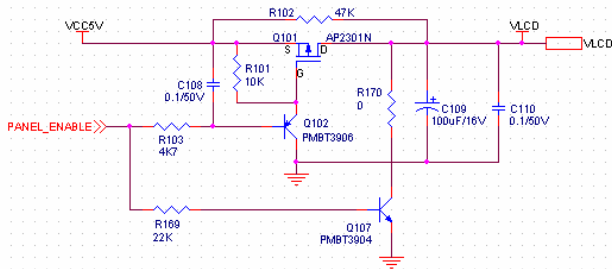 R102 47K
VCC5V Q101 AP2301N VLCD
S D VLCD
G
R101
10K
C108
0.1/50V
R170
0
C109
100uF/16V
C110
0.1/50V
PANEL_ENABLE
R103
4K7
Q102
PMBT3906
R169
22K
Q107
PMBT3904